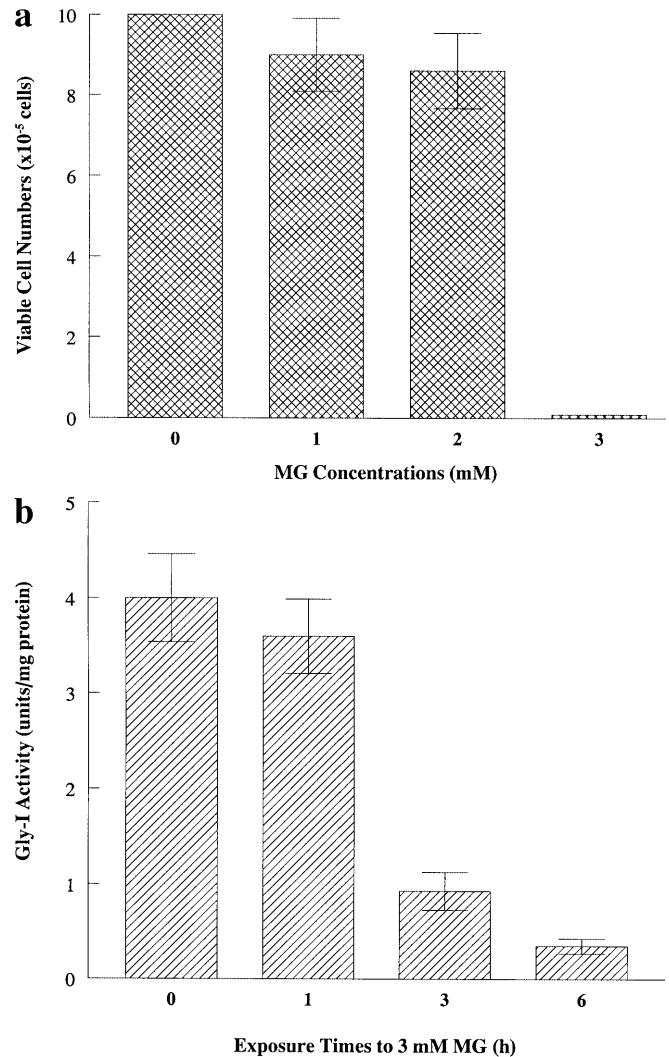 a
Viable Cell Numbers (x10⁻⁵ cells)
10
8
6
4
2
0
0 1 2 3
MG Concentrations (mM)
b
Gly-I Activity (units/mg protein)
5
4
3
2
1
0
0 1 3 6
Exposure Times to 3 mM MG (h)